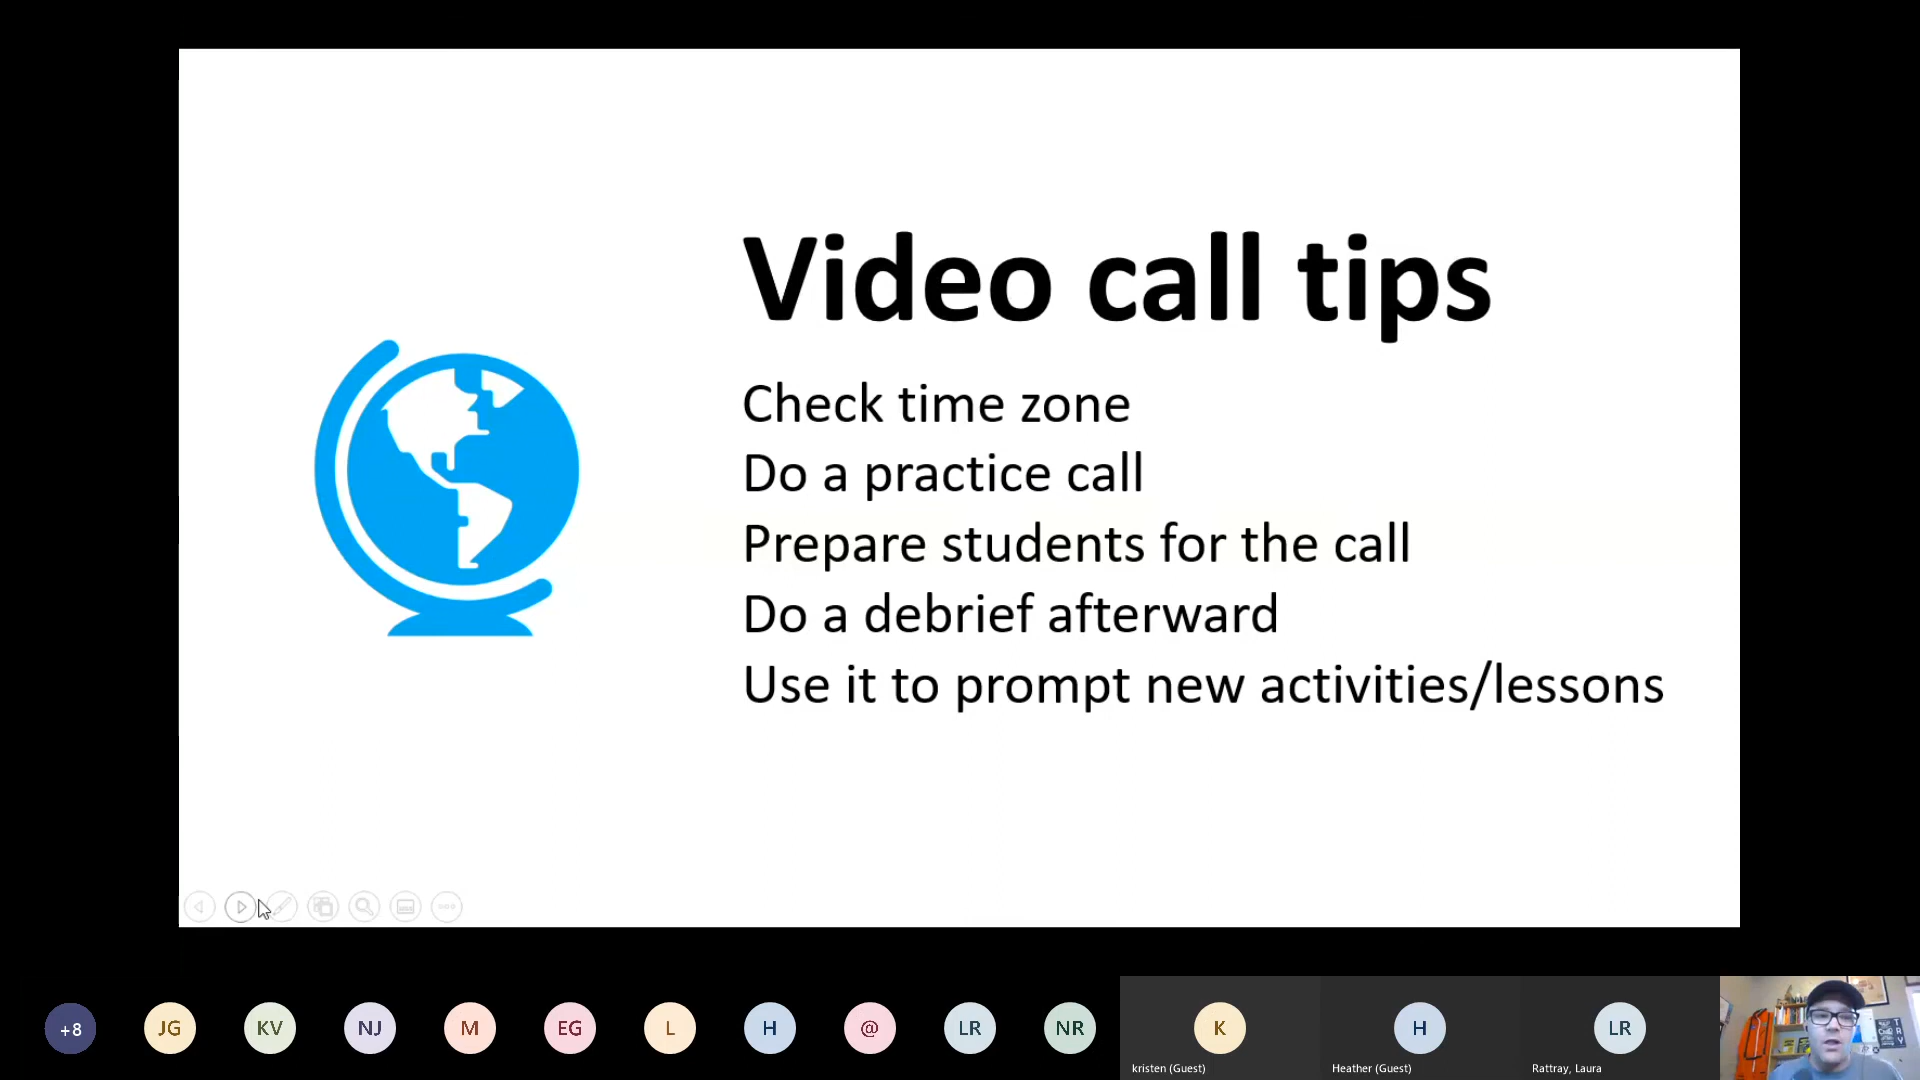 Video call tips
Check time zone
Do a practice call
Prepare students for the call
Do a debrief afterward
Use it to prompt new activities/lessons
+8
JG
KV
NJ
M
EG
L
H
@
LR
NR
K
H
LR
kristen (Guest)
Heather (Guest)
Rattray, Laura